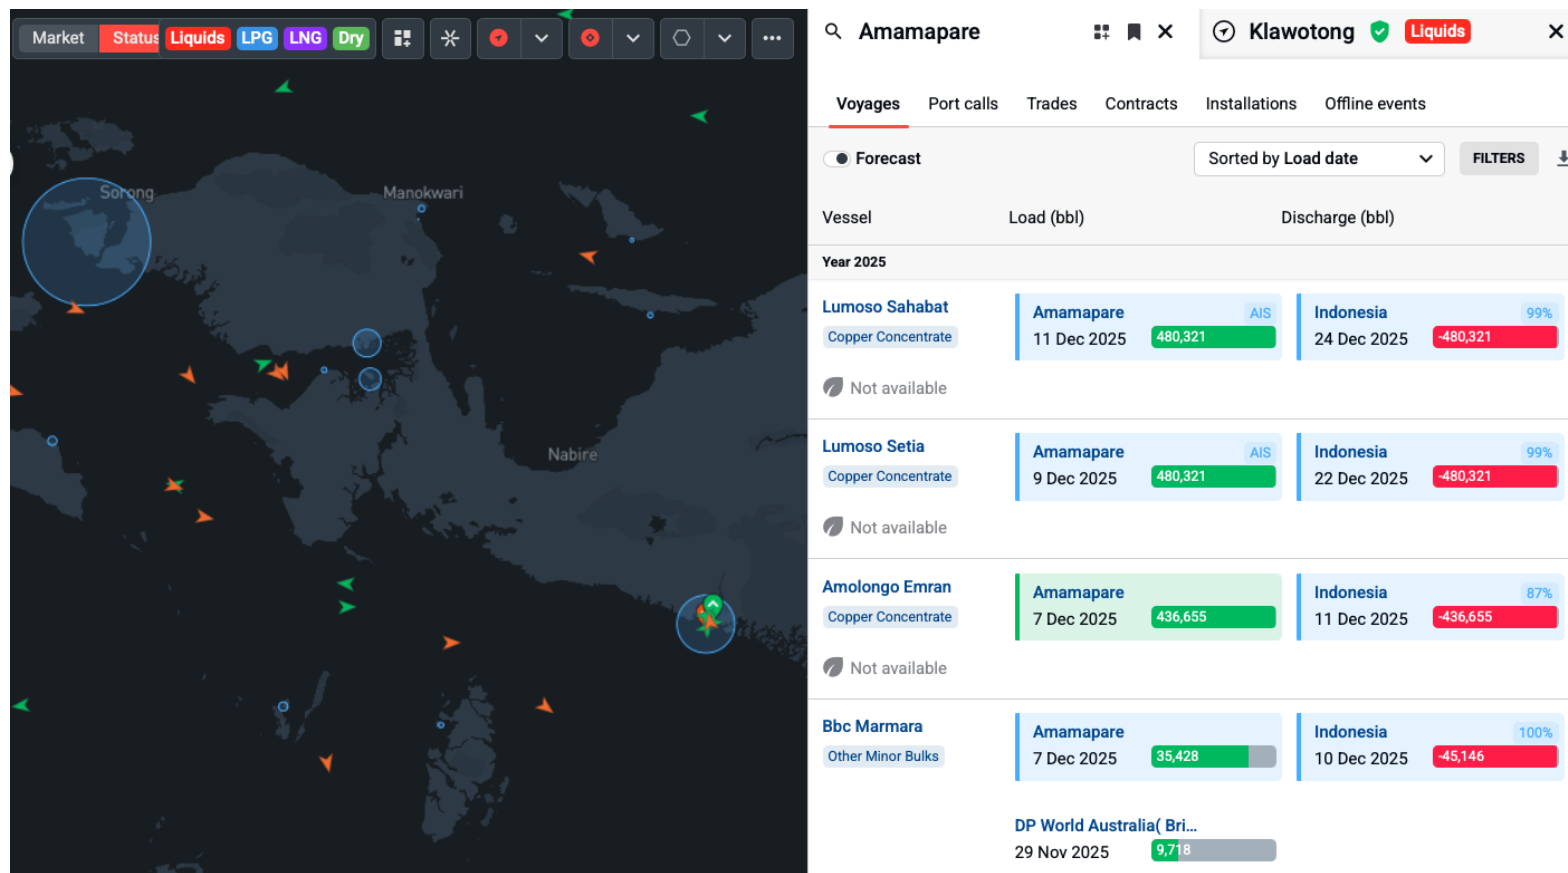 Market Status Liquids LPG LNG Dry
Sorong
Manokwari
Nabire
Amamapare
Klawotong Liquids
Voyages Port calls Trades Contracts Installations Offline events
Forecast
Sorted by Load date
FILTERS
Vessel Load (bbl) Discharge (bbl)
Year 2025
Lumoso Sahabat
Copper Concentrate
Amamapare AIS
11 Dec 2025 480,321
Indonesia 99%
24 Dec 2025 -480,321
Not available
Lumoso Setia
Copper Concentrate
Amamapare AIS
9 Dec 2025 480,321
Indonesia 99%
22 Dec 2025 -480,321
Not available
Amolongo Emran
Copper Concentrate
Amamapare
7 Dec 2025 436,655
Indonesia 87%
11 Dec 2025 -436,655
Not available
Bbc Marmara
Other Minor Bulks
Amamapare
7 Dec 2025 35,428
Indonesia 100%
10 Dec 2025 -45,146
DP World Australia( Bri...
29 Nov 2025 9,718